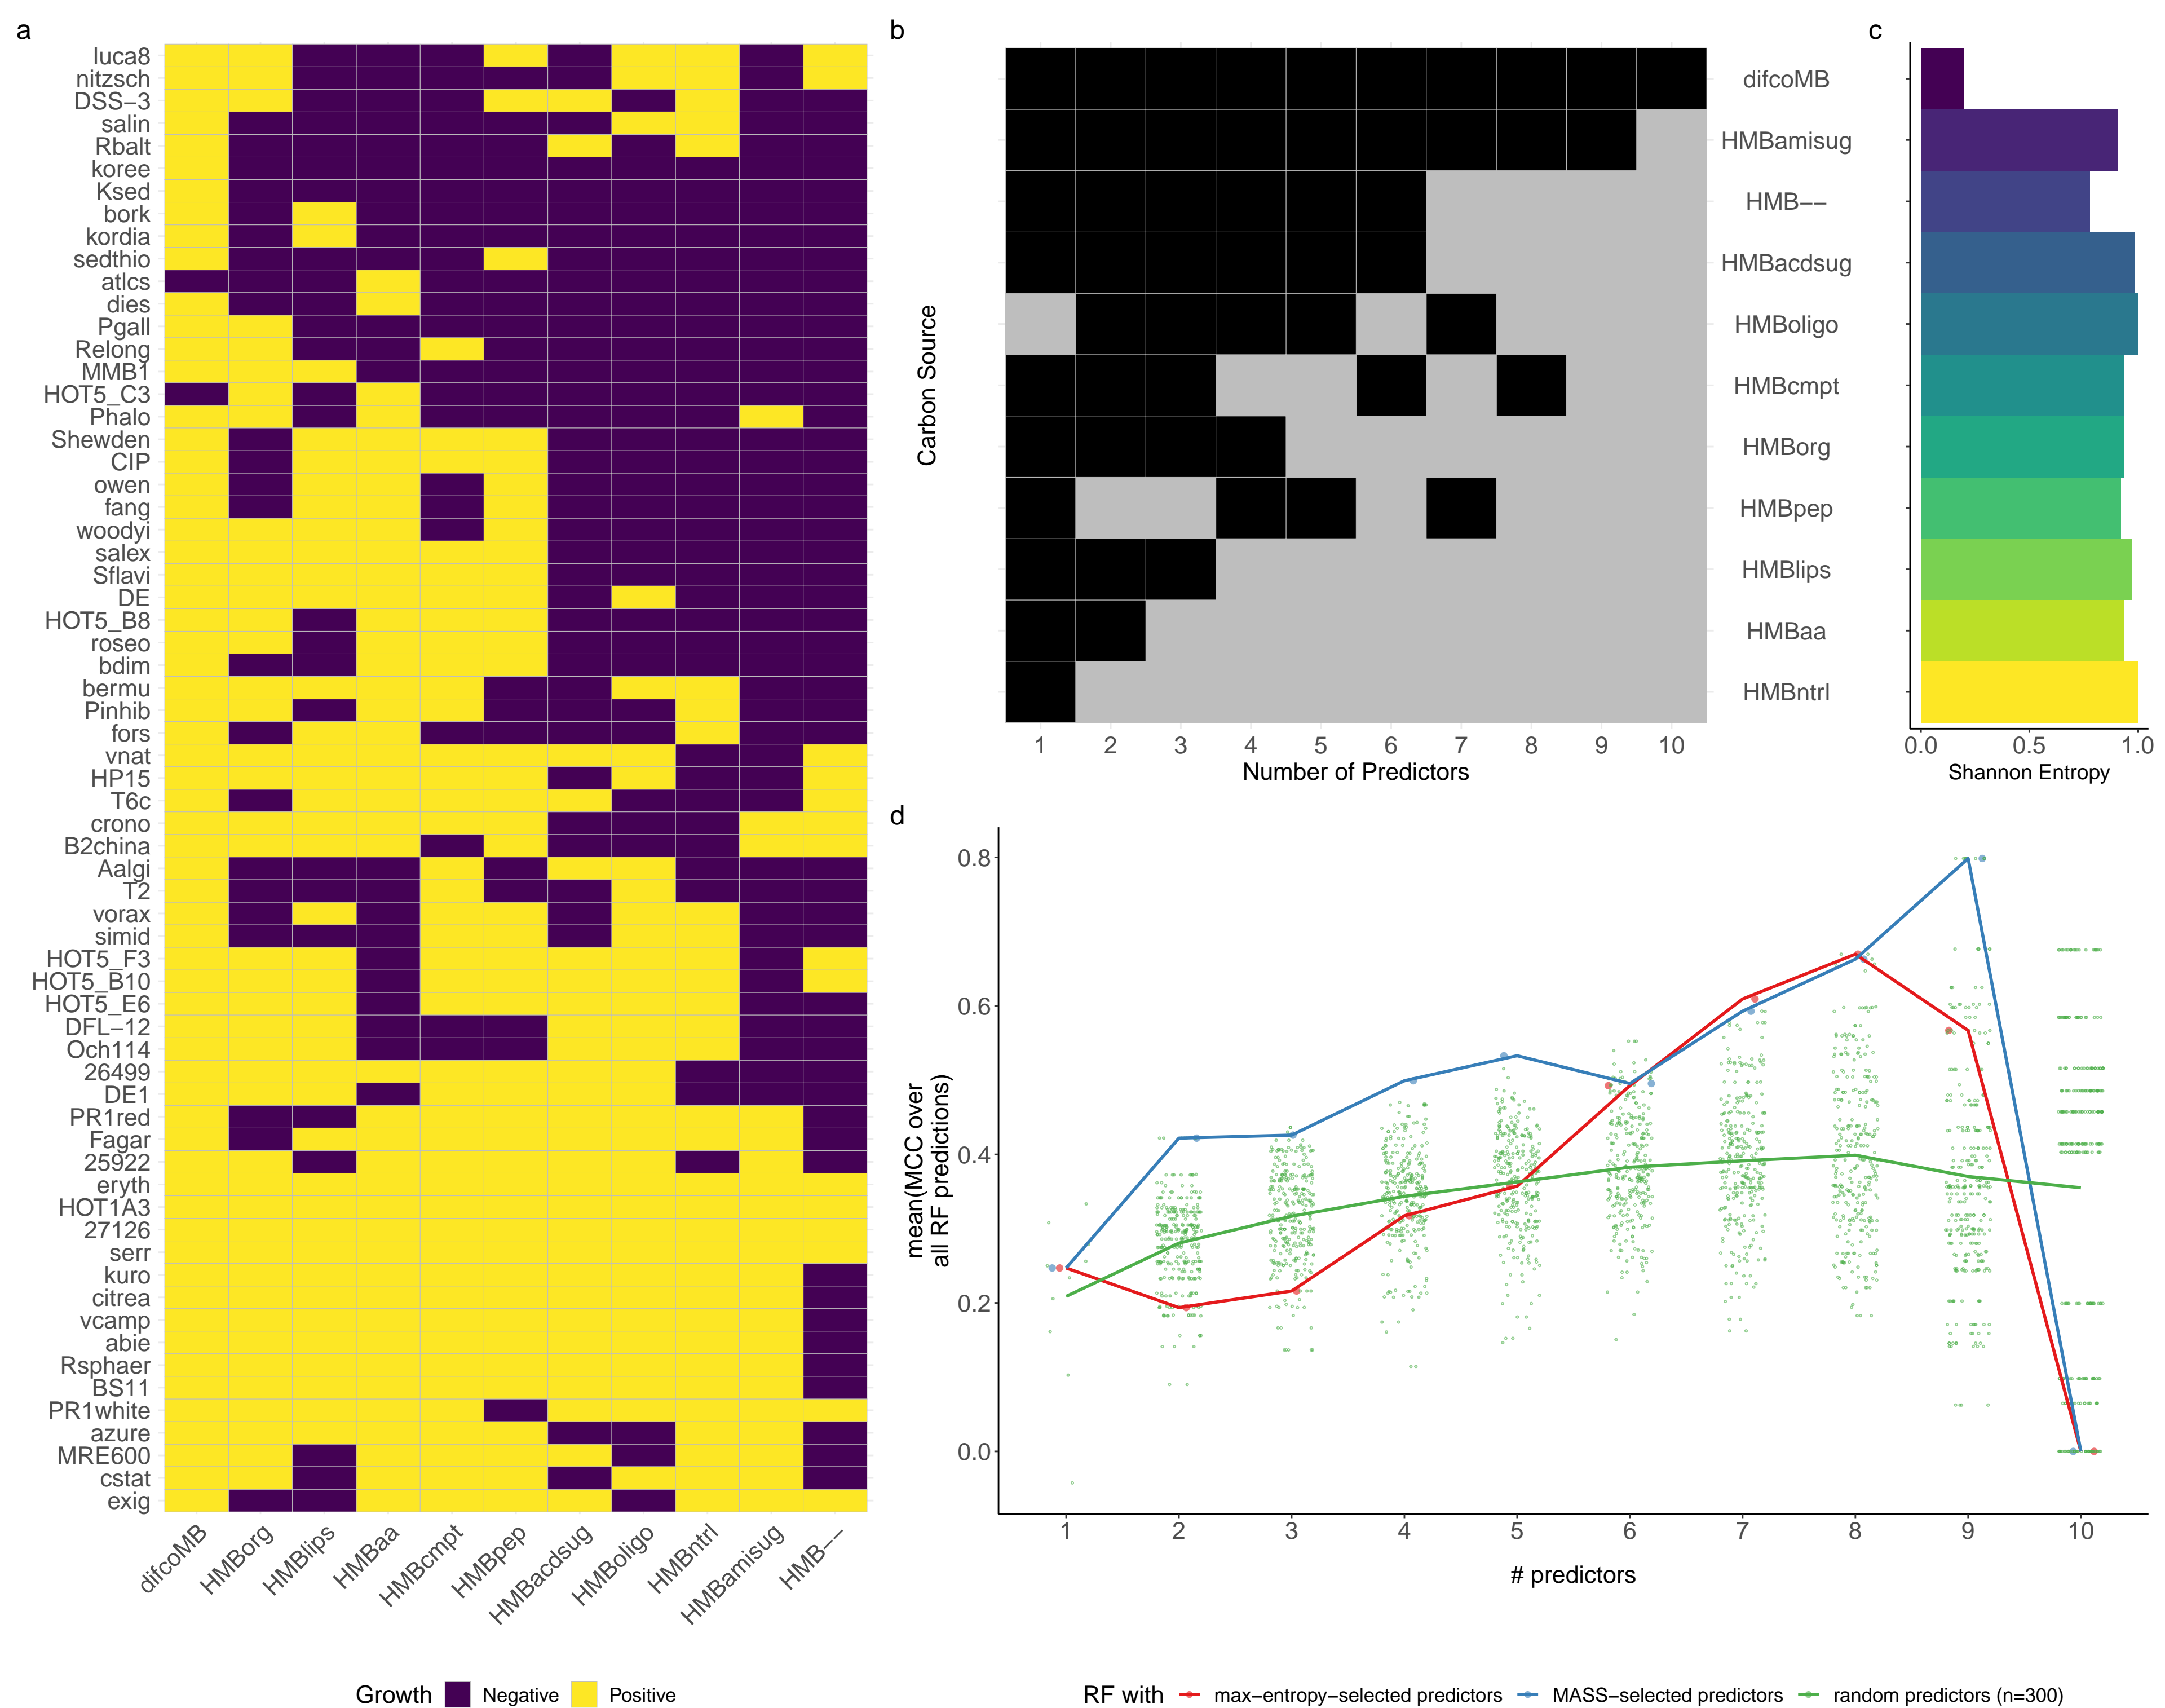 a
luca8
nitzsch
DSS−3
salin
Rbalt
koree
Ksed
bork
kordia
sedthio
atlcs
dies
Pgall
Relong
MMB1
HOT5_C3
Phalo
Shewden
CIP
owen
fang
woodyi
salex
Sflavi
DE
HOT5_B8
roseo
bdim
bermu
Pinhib
fors
vnat
HP15
T6c
crono
B2china
Aalgi
T2
vorax
simid
HOT5_F3
HOT5_B10
HOT5_E6
DFL−12
Och114
26499
DE1
PR1red
Fagar
25922
eryth
HOT1A3
27126
serr
kuro
citrea
vcamp
abie
Rsphaer
BS11
PR1white
azure
MRE600
cstat
exig
difcoMB
HMBorg
HMBlips
HMBaa
HMBcmpt
HMBpep
HMBacdsug
HMBoligo
HMBntrl
HMBamisug
HMB−−
Growth Negative Positive
b
Carbon Source
difcoMB
HMBamisug
HMB−−
HMBacdsug
HMBoligo
HMBcmpt
HMBorg
HMBpep
HMBlips
HMBaa
HMBntrl
1 2 3 4 5 6 7 8 9 10
Number of Predictors
c
0.0 0.5 1.0
Shannon Entropy
d
mean(MCC over
all RF predictions)
0.8
0.6
0.4
0.2
0.0
1 2 3 4 5 6 7 8 9 10
# predictors
RF with max−entropy−selected predictors MASS−selected predictors random predictors (n=300)